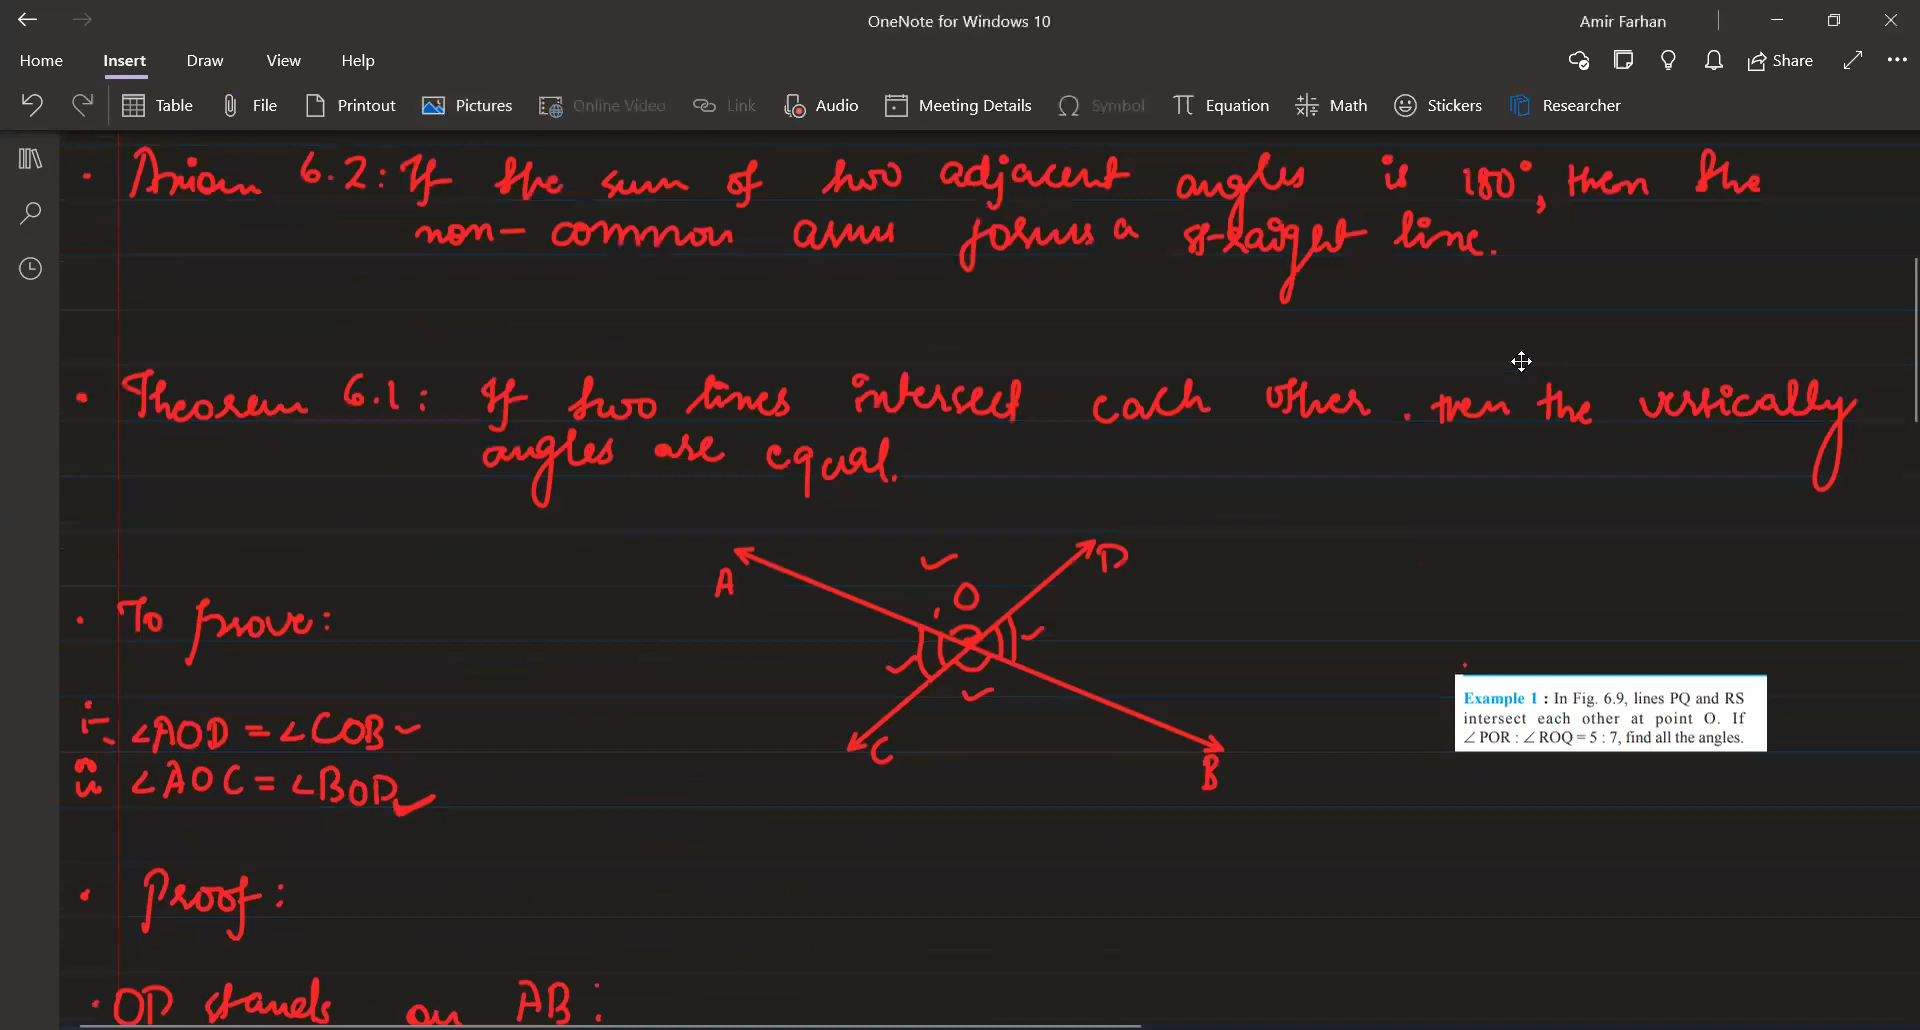 OneNote for Windows 10
Amir Farhan
Home Insert Draw View Help
Share
Table File Printout Pictures Online Video Link Audio Meeting Details Symbol Equation Math Stickers Researcher
• Axiom 6.2: If the sum of two adjacent angles is 180°, then the
non-common arms forms a straight line.
• Theorem 6.1: If two lines intersect each other. then the vertically
angles are equal.
A
D
O
• To prove:
C
B
Example 1 : In Fig. 6.9, lines PQ and RS
intersect each other at point O. If
∠ POR : ∠ ROQ = 5 : 7, find all the angles.
i- ∠AOD = ∠COB
ii ∠AOC = ∠BOD
• Proof:
• OD stands on AB: